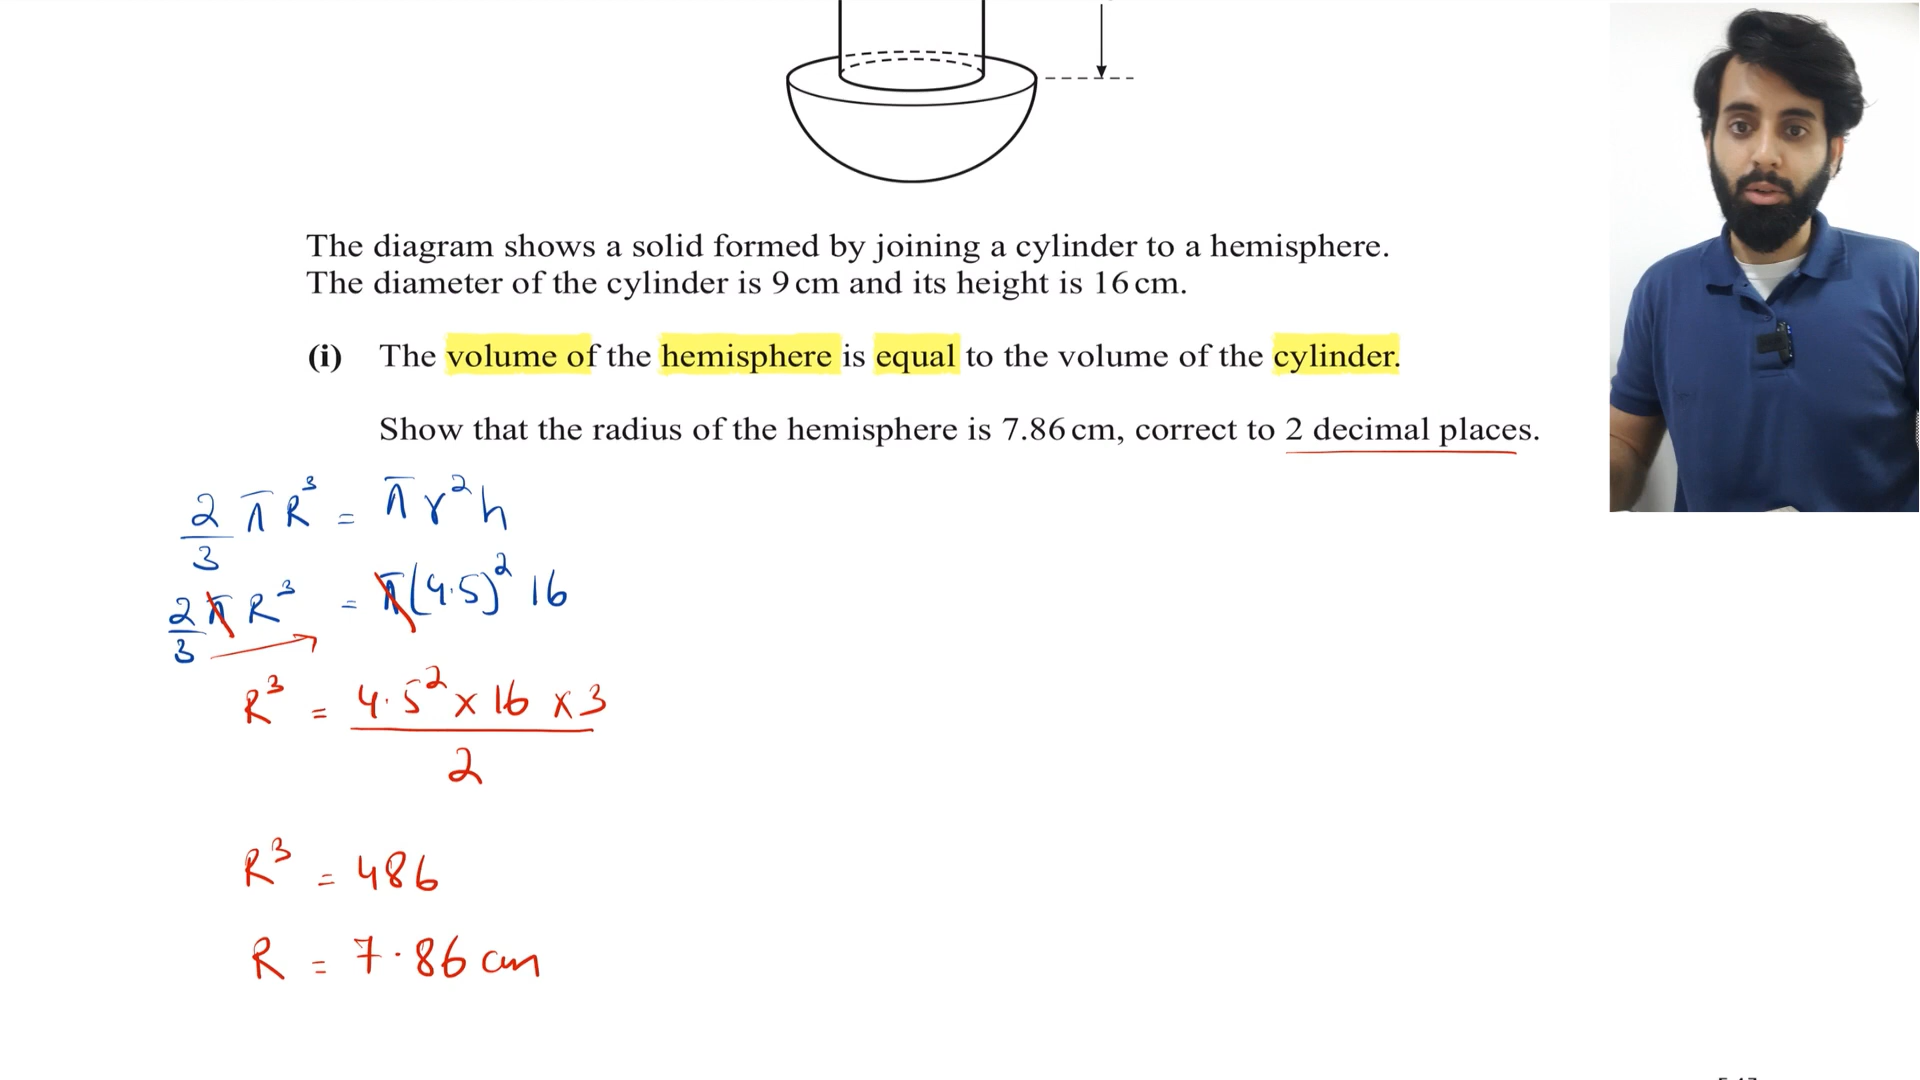 The diagram shows a solid formed by joining a cylinder to a hemisphere.
The diameter of the cylinder is 9 cm and its height is 16 cm.
(i) The volume of the hemisphere is equal to the volume of the cylinder.
Show that the radius of the hemisphere is 7.86 cm, correct to 2 decimal places.
2/3 π R³ = π r² h
2/3 π R³ = π (4.5)² 16
R³ = 4.5² × 16 × 3 / 2
R³ = 486
R = 7.86 cm